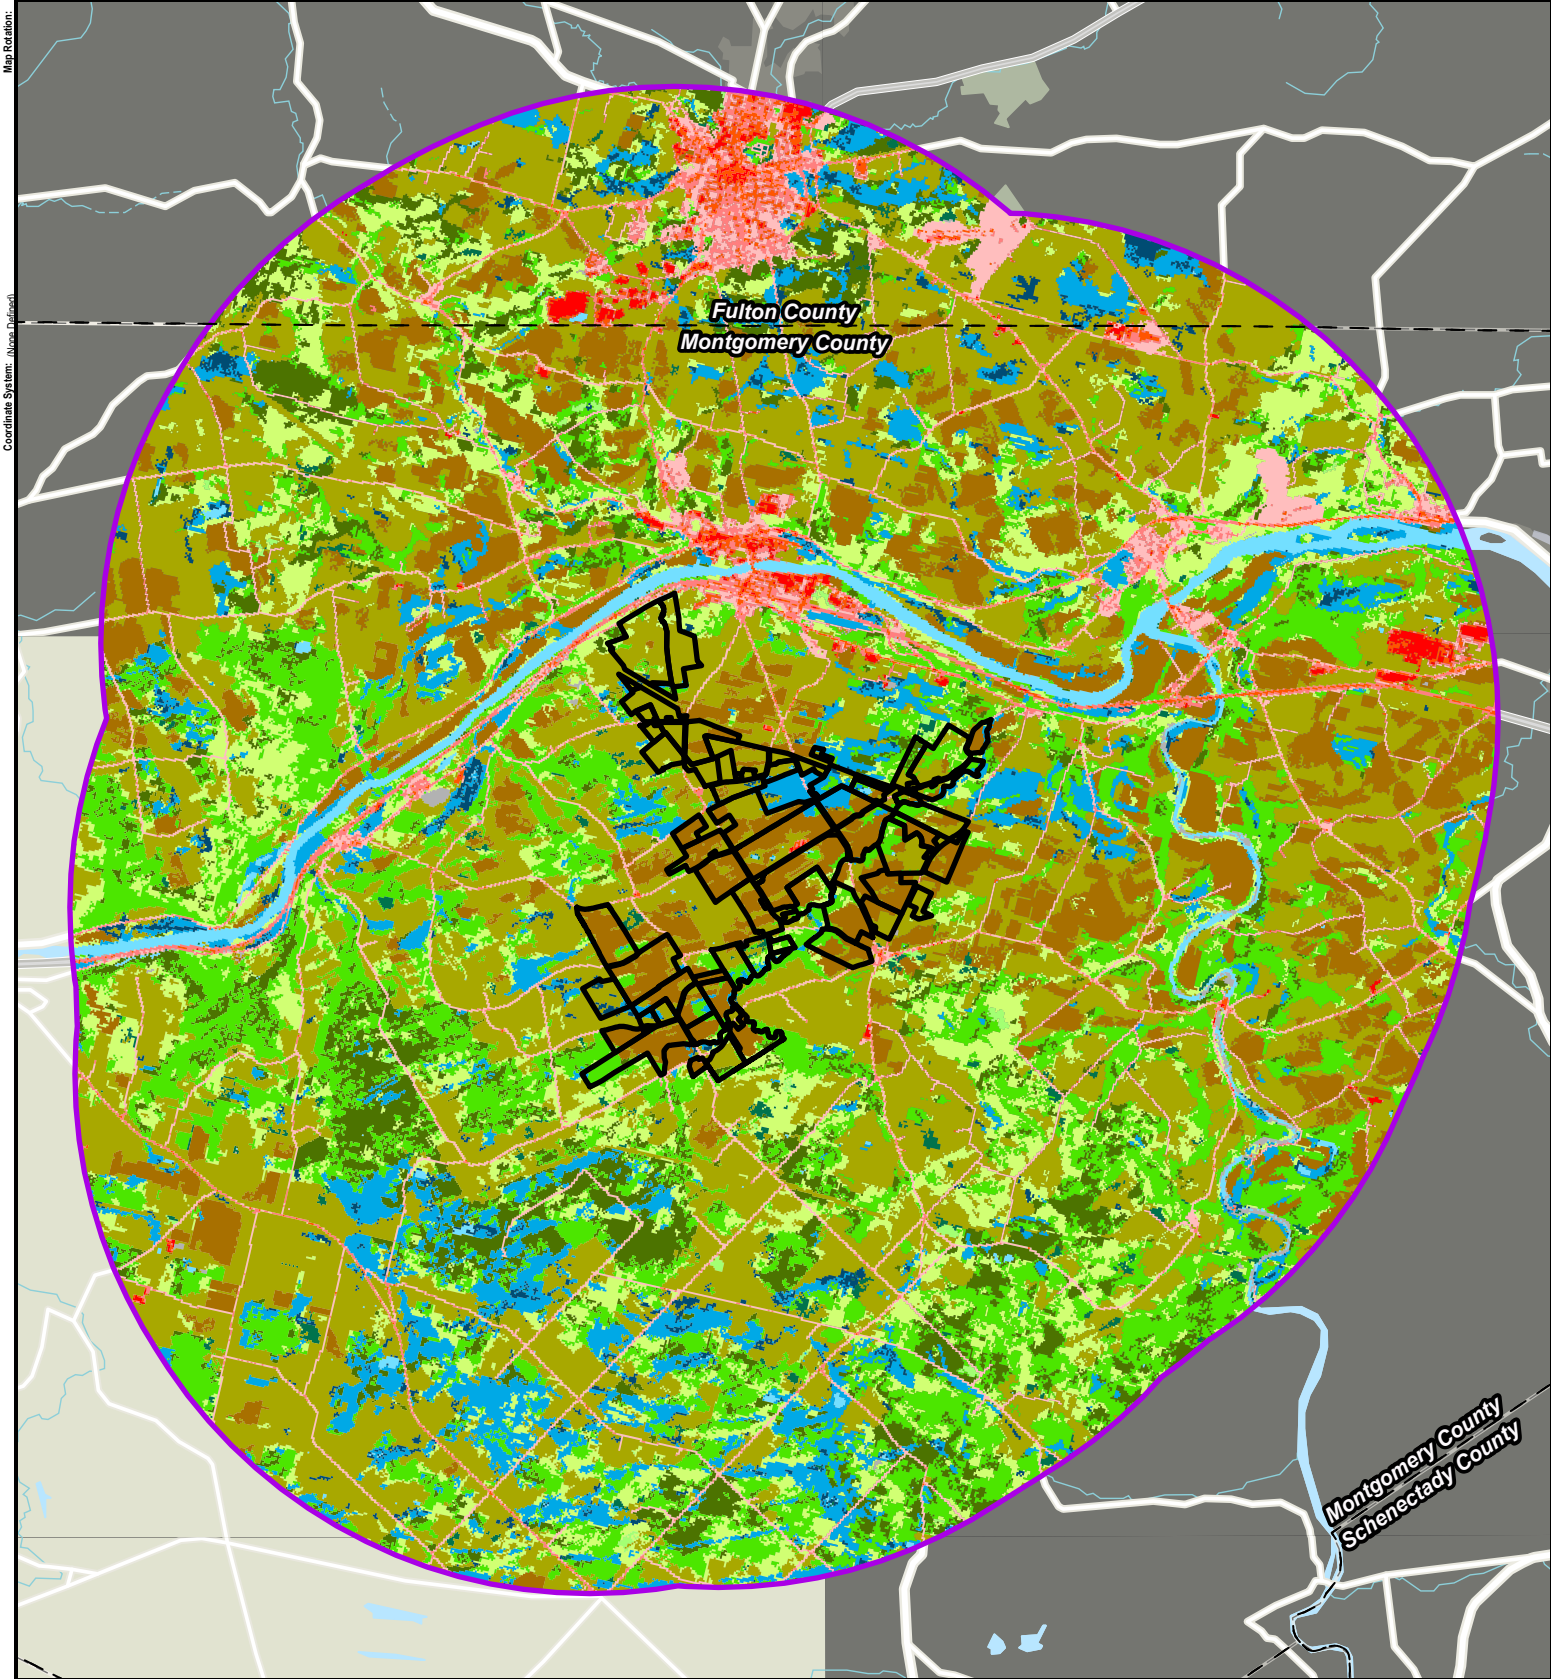 Map Rotation:
Coordinate System: (None Defined)
Fulton County
Montgomery County
Montgomery County
Schenectady County